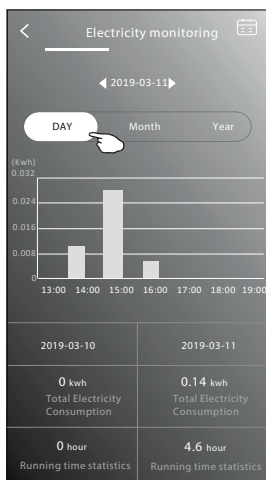 Electricity monitoring
2019-03-11
DAY Month Year
(Kwh)
0.032
0.024
0.016
0.008
0
13:00 14:00 15:00 16:00 17:00 18:00 19:00
2019-03-10 2019-03-11
0 kwh 0.14 kwh
Total Electricity Total Electricity
Consumption Consumption
0 hour 4.6 hour
Running time statistics Running time statistics